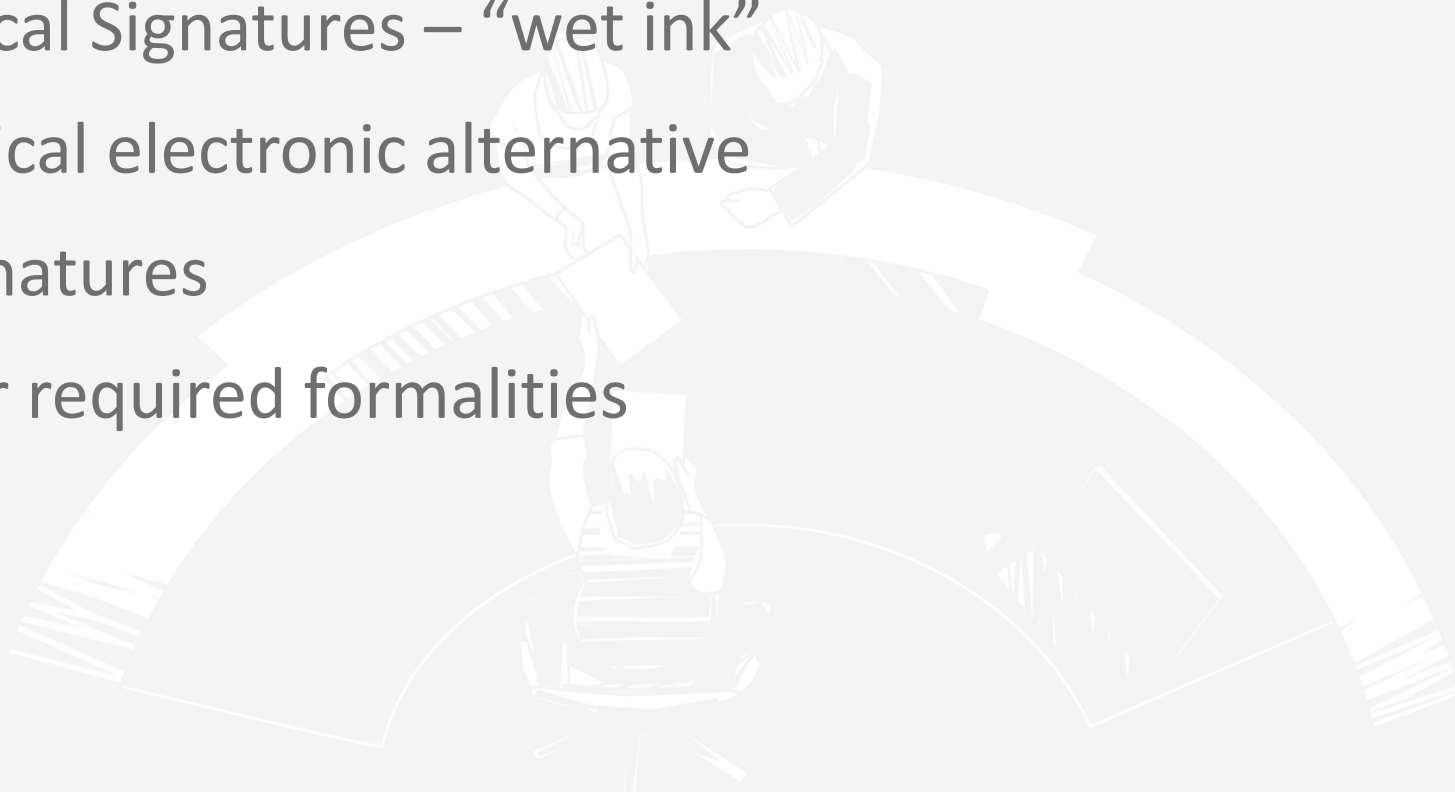 cal Signatures – “wet ink”
ical electronic alternative
natures
r required formalities